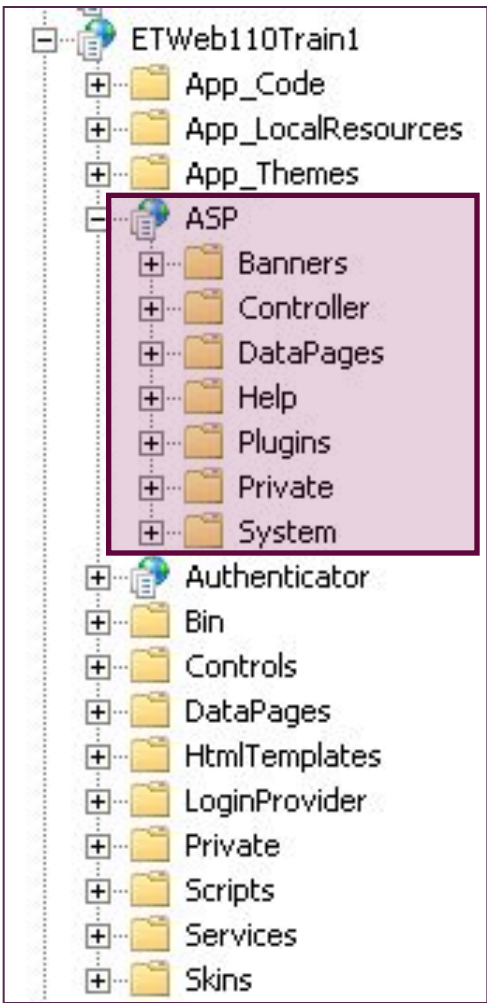 ETWeb110Train1
App_Code
App_LocalResources
App_Themes
ASP
Banners
Controller
DataPages
Help
Plugins
Private
System
Authenticator
Bin
Controls
DataPages
HtmlTemplates
LoginProvider
Private
Scripts
Services
Skins